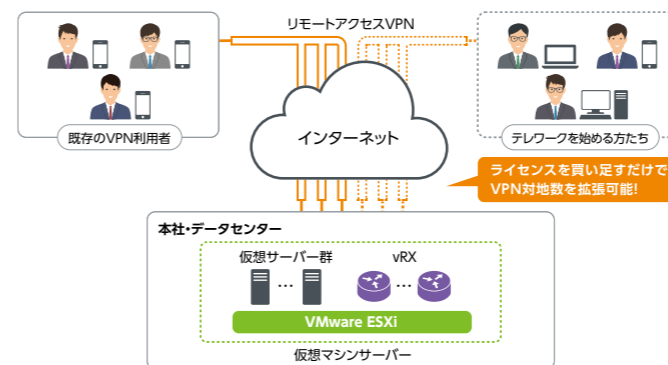 リモートアクセスVPN
既存のVPN利用者
インターネット
テレワークを始める方たち
ライセンスを買い足すだけで
VPN対地数を拡張可能!
本社・データセンター
仮想サーバー群
vRX
...
...
VMware ESXi
仮想マシンサーバー